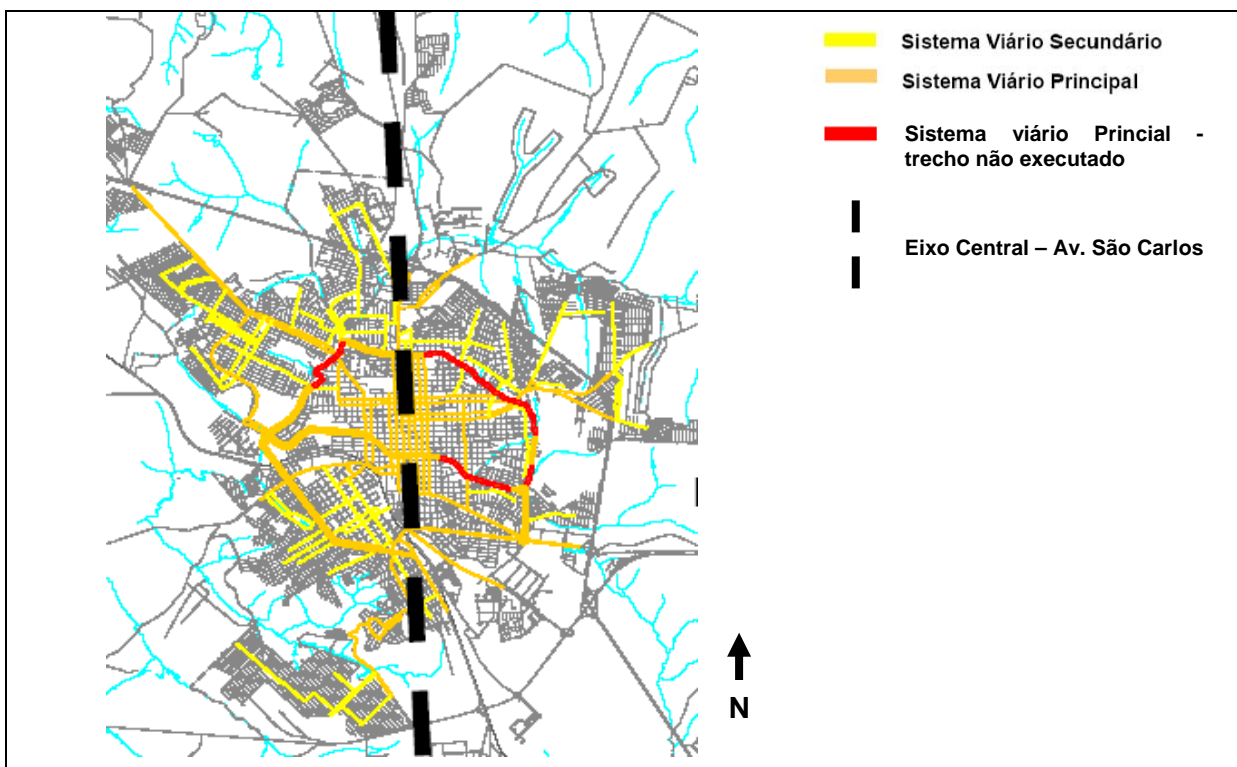 Sistema Viário Secundário
Sistema Viário Principal
Sistema viário Princial -
trecho não executado
Eixo Central – Av. São Carlos
N